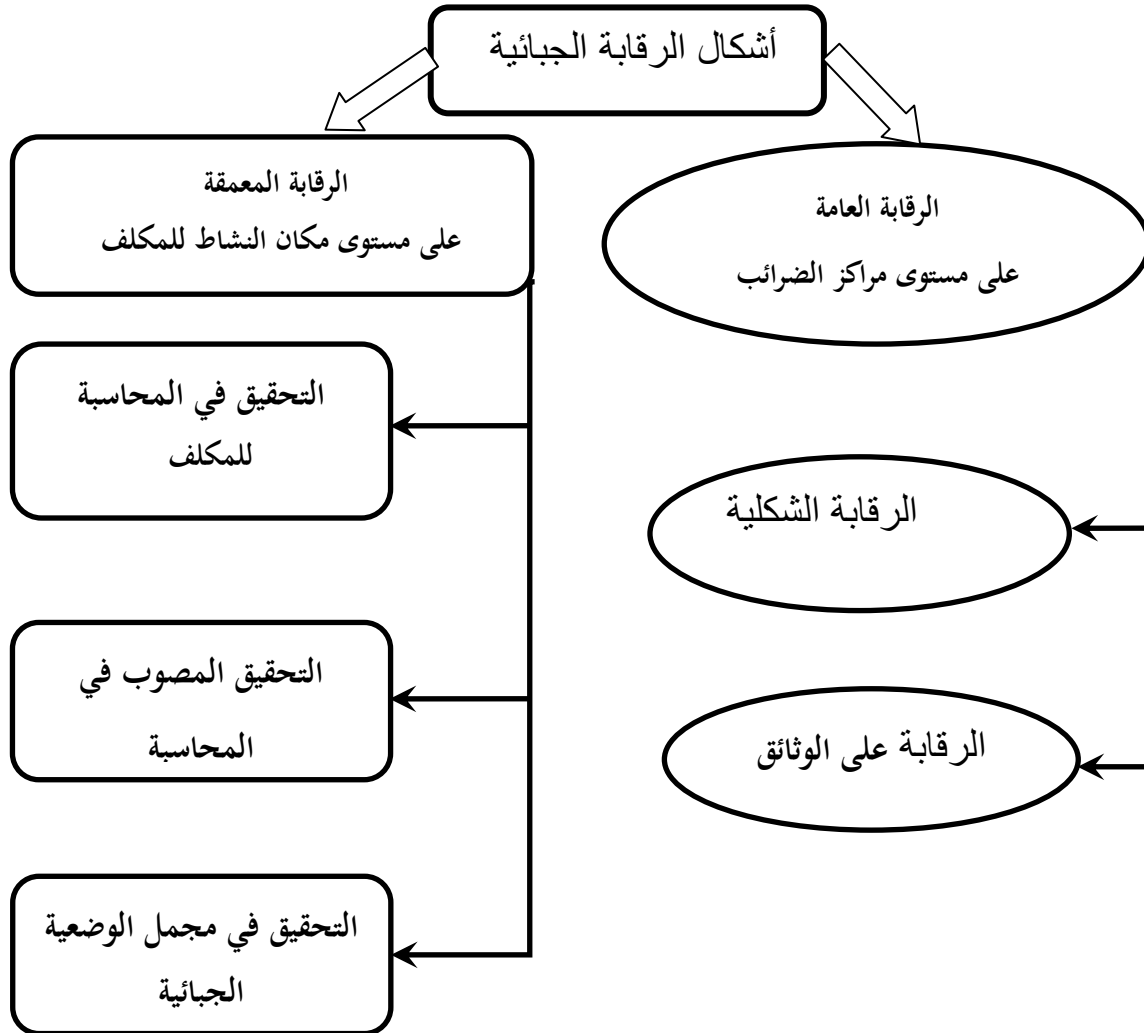 أشكال الرقابة الجبائية
الرقابة العامة
على مستوى مراكز الضرائب
الرقابة الشكلية
الرقابة على الوثائق
الرقابة المعمقة
على مستوى مكان النشاط للمكلف
التحقيق في المحاسبة
للمكلف
التحقيق المصوب في
المحاسبة
التحقيق في مجمل الوضعية
الجبائية